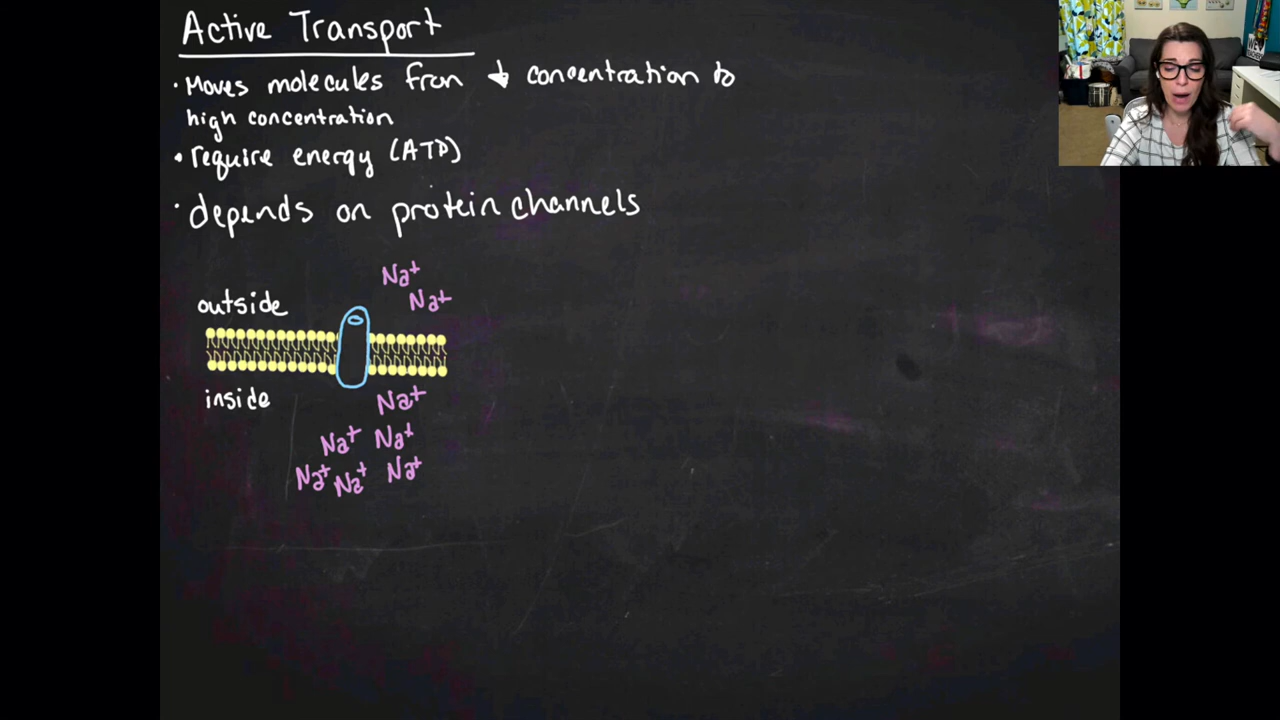 Active Transport
• Moves molecules from ↓ concentration to
high concentration
• require energy (ATP)
• depends on protein channels
Na+
Na+
outside
inside
Na+
Na+ Na+
Na+ Na+ Na+